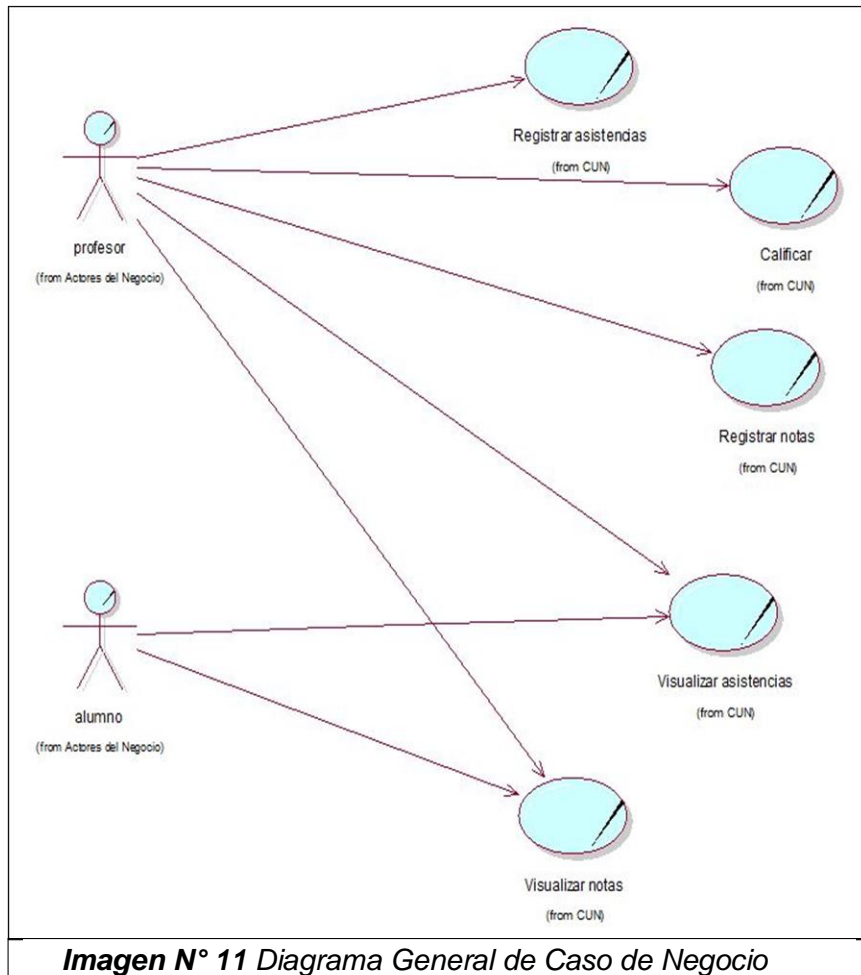 Registrar asistencias
(from CUN)
profesor
(from Actores del Negocio)
Calificar
(from CUN)
Registrar notas
(from CUN)
alumno
(from Actores del Negocio)
Visualizar asistencias
(from CUN)
Visualizar notas
(from CUN)
Imagen N° 11 Diagrama General de Caso de Negocio